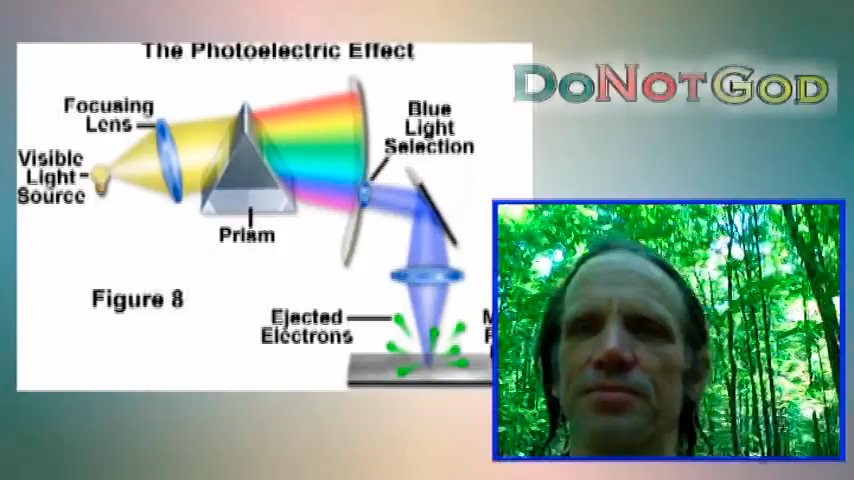 The Photoelectric Effect
DoNotGod
Focusing
Lens
Blue
Light
Selection
Visible
Light
Source
Prism
Figure 8
Ejected
Electrons